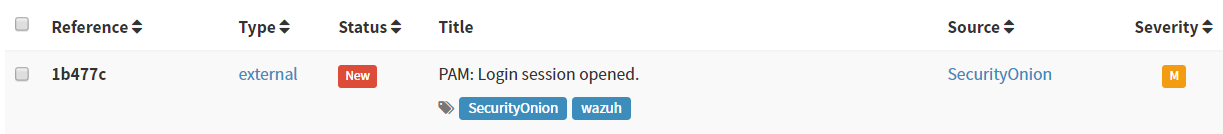 Reference Type Status Title Source Severity
1b477c external New PAM: Login session opened. SecurityOnion M
SecurityOnion wazuh